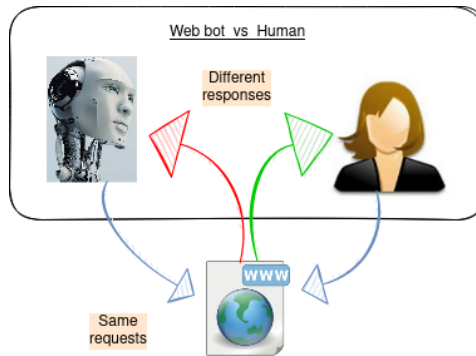 Web bot vs Human
Different
responses
www
Same
requests